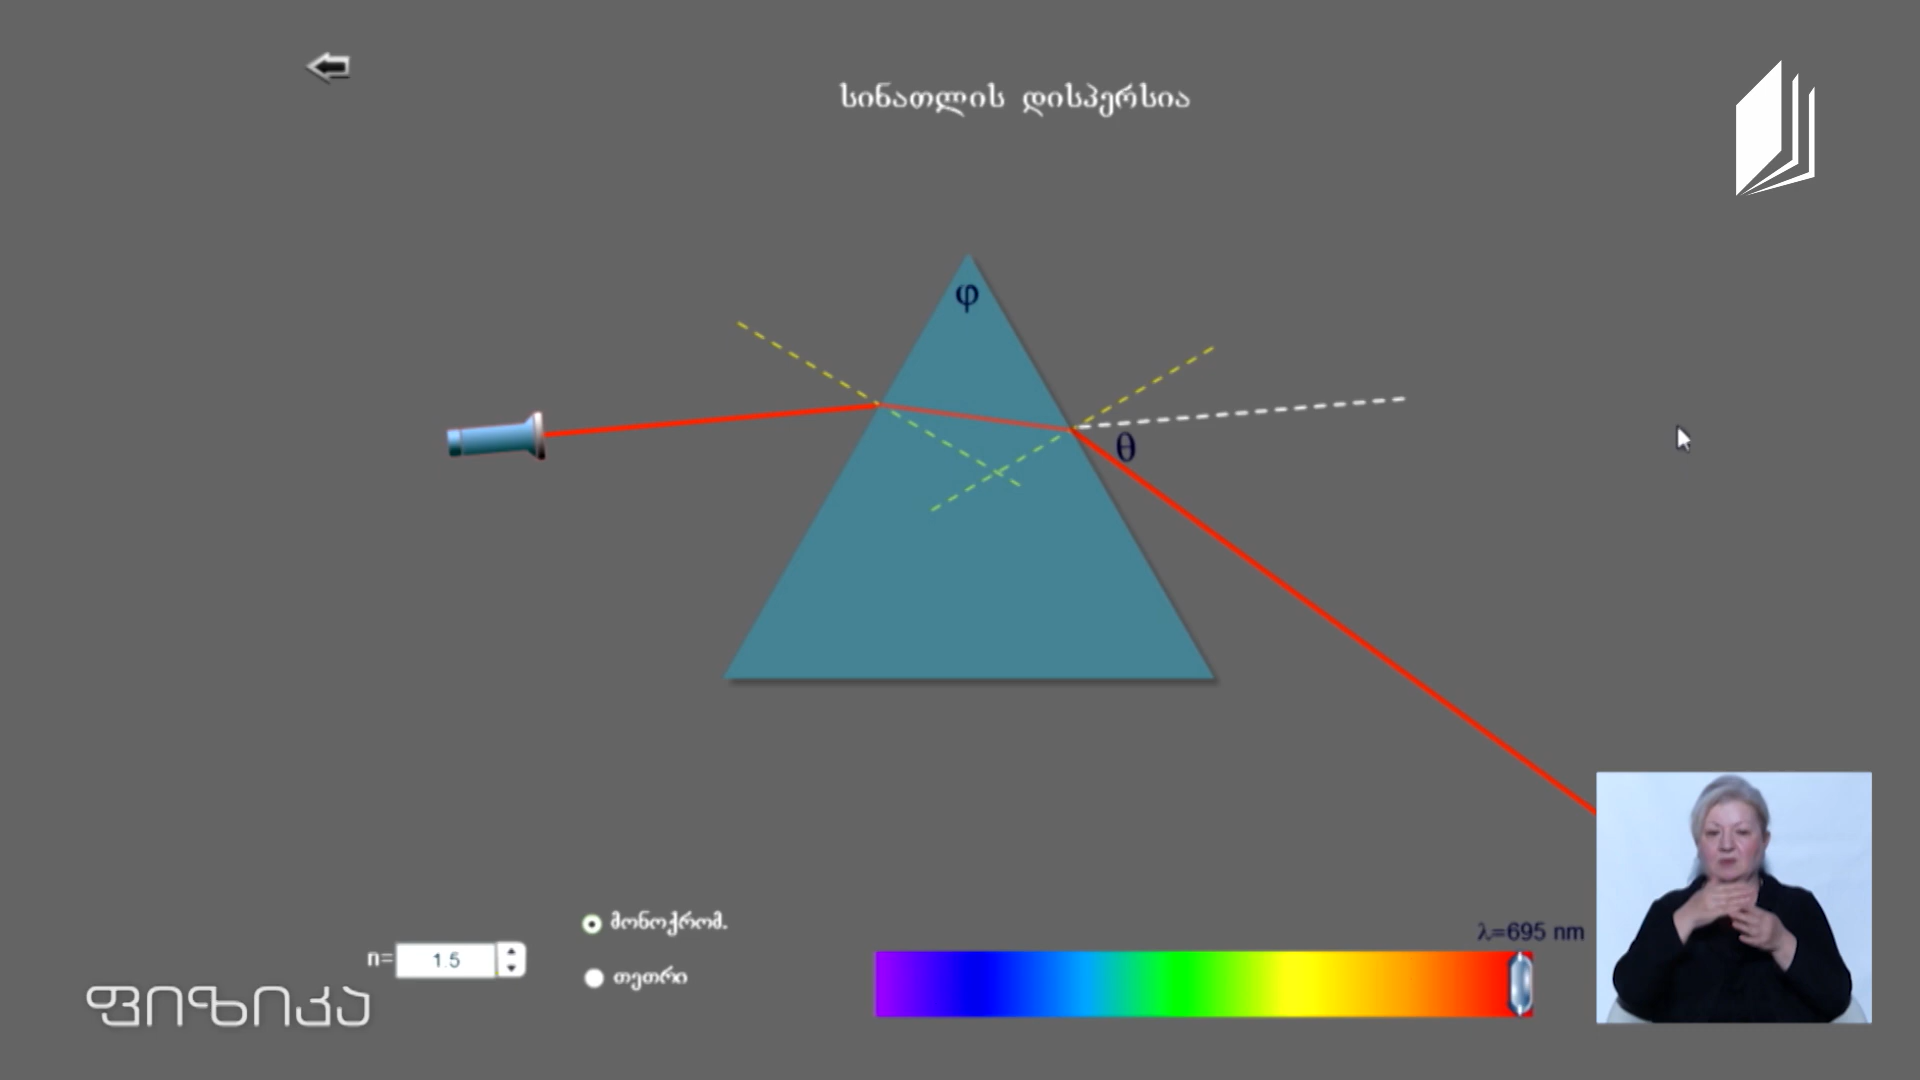 სინათლის დისპერსია
φ
θ
λ=695 nm
მონოქრომ.
n= 1.5
თეთრი
ფიზიკა